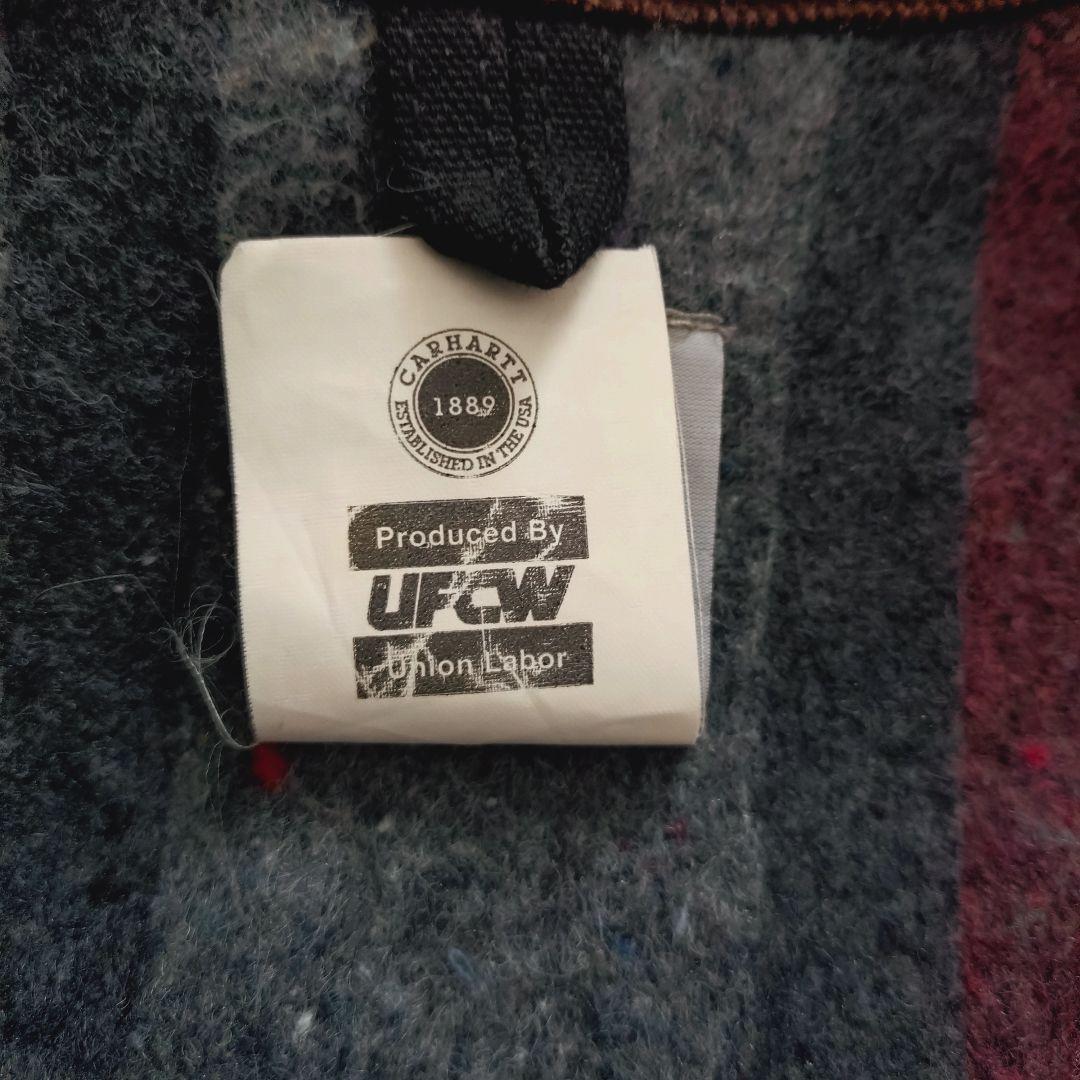 CARHARTT
1889
ESTABLISHED IN THE USA
Produced By
UFCW
Union Labor